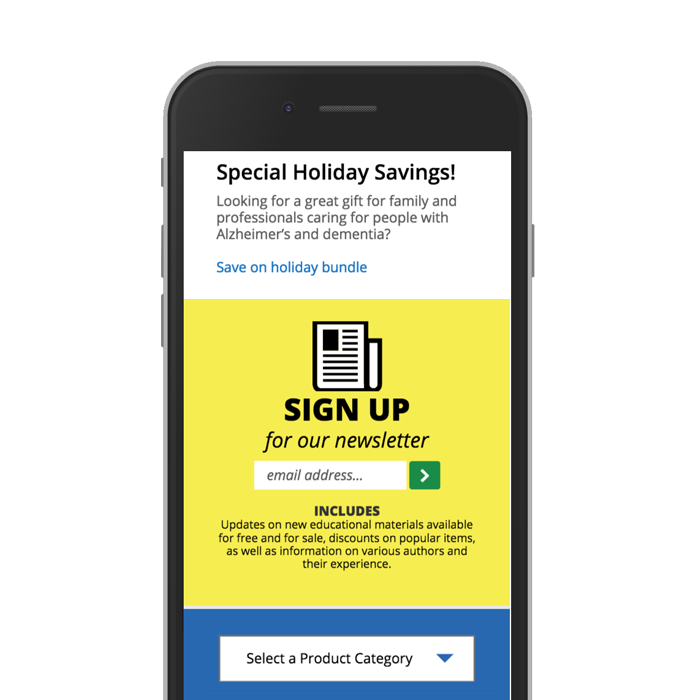 Special Holiday Savings!
Looking for a great gift for family and
professionals caring for people with
Alzheimer's and dementia?
Save on holiday bundle
SIGN UP
for our newsletter
email address...
INCLUDES
Updates on new educational materials available
for free and for sale, discounts on popular items,
as well as information on various authors and
their experience.
Select a Product Category